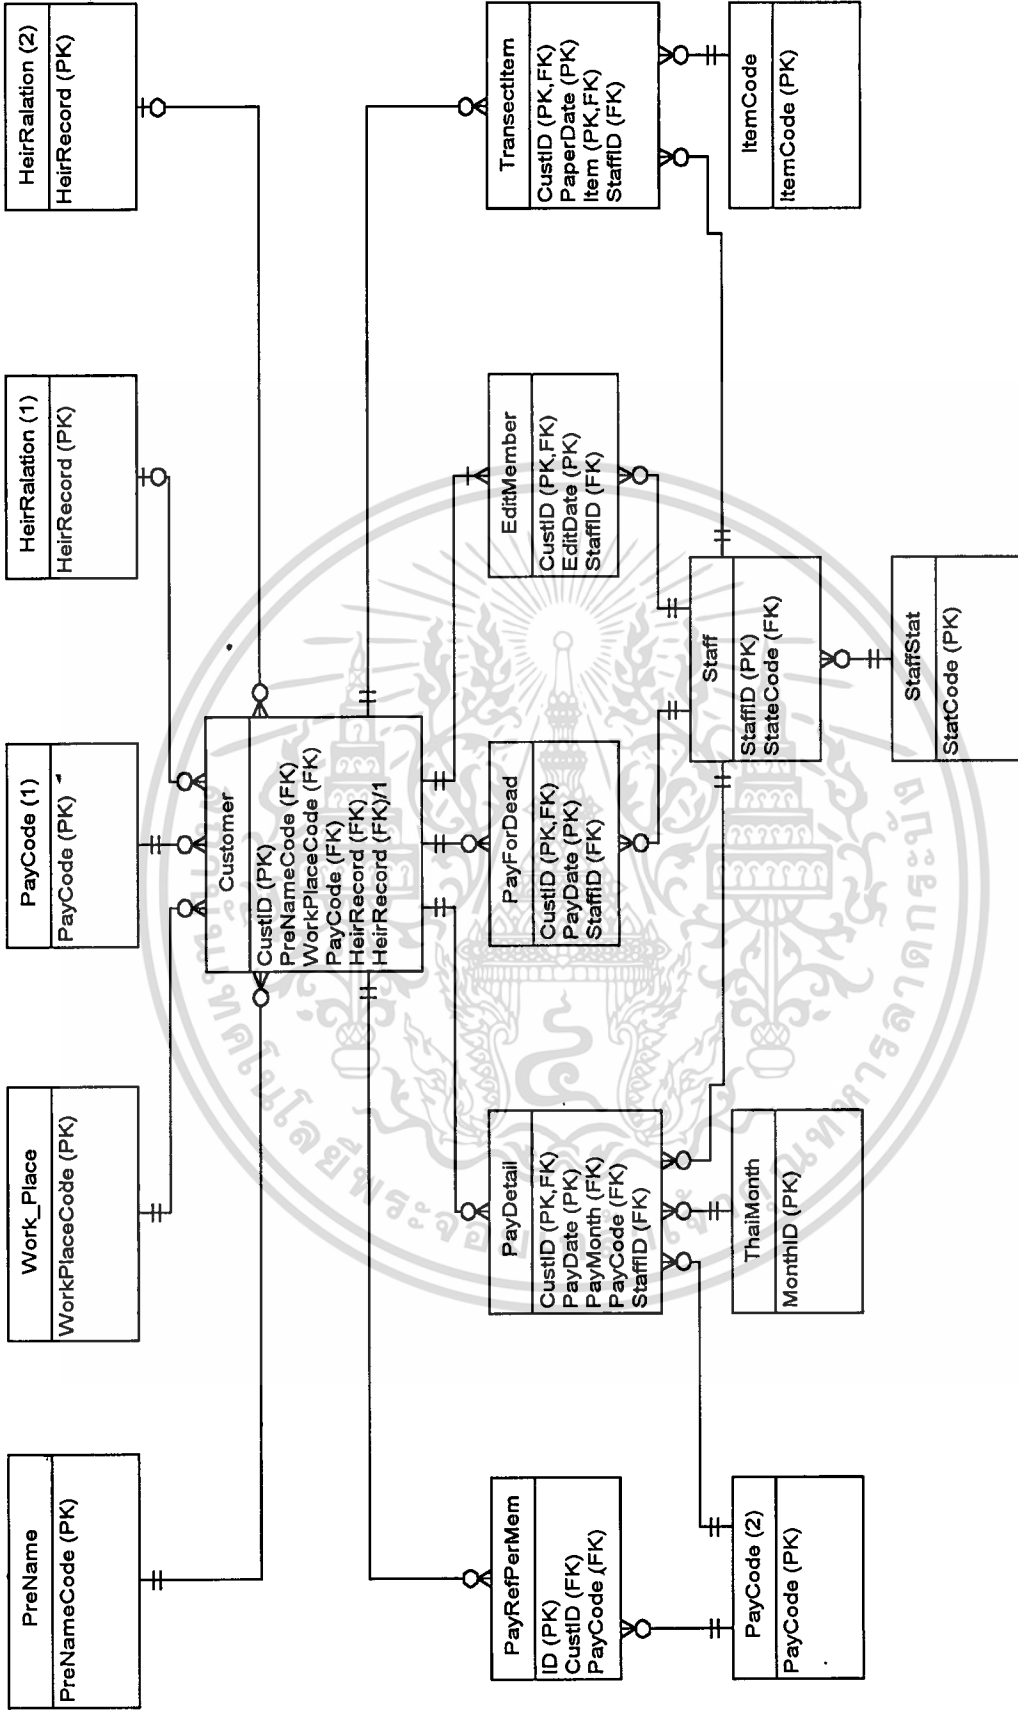 PreName
PreNameCode (PK)
Work_Place
WorkPlaceCode (PK)
PayCode (1)
PayCode (PK)
HeirRalation (1)
HeirRecord (PK)
HeirRalation (2)
HeirRecord (PK)
Customer
CustID (PK)
PreNameCode (FK)
WorkPlaceCode (FK)
PayCode (FK)
HeirRecord (FK)
HeirRecord (FK)/1
PayRefPerMem
ID (PK)
CustID (FK)
PayCode (FK)
PayDetail
CustID (PK,FK)
PayDate (PK)
PayMonth (FK)
PayCode (FK)
StaffID (FK)
PayForDead
CustID (PK,FK)
PayDate (PK)
StaffID (FK)
EditMember
CustID (PK,FK)
EditDate (PK)
StaffID (FK)
TransectItem
CustID (PK,FK)
PaperDate (PK)
Item (PK,FK)
StaffID (FK)
PayCode (2)
PayCode (PK)
ThaiMonth
MonthID (PK)
Staff
StaffID (PK)
StateCode (FK)
ItemCode
ItemCode (PK)
StaffStat
StatCode (PK)